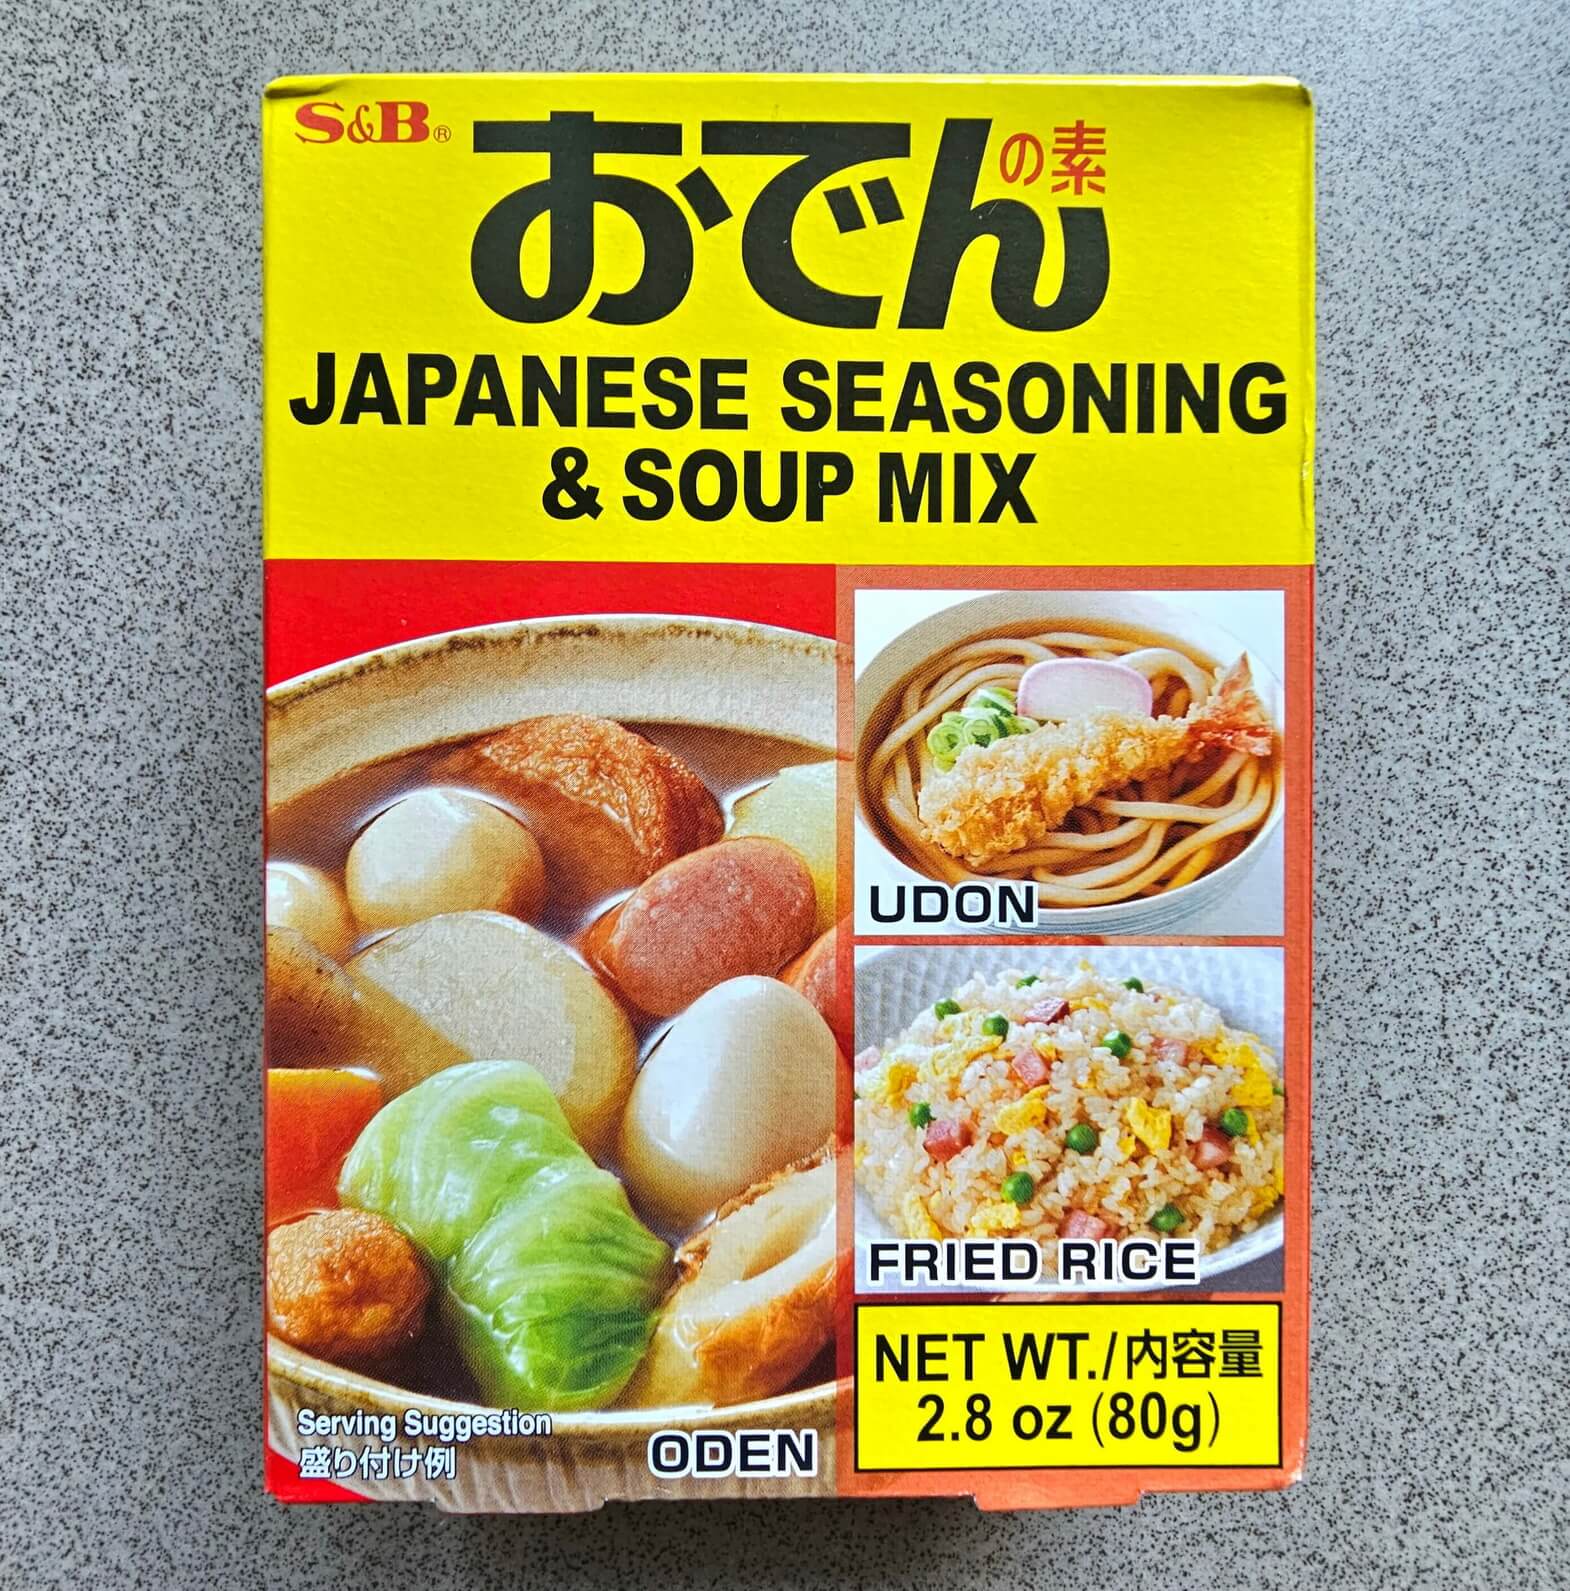 S&B®
おでんの素
JAPANESE SEASONING
& SOUP MIX
UDON
FRIED RICE
NET WT./内容量
2.8 oz (80g)
Serving Suggestion
盛り付け例
ODEN